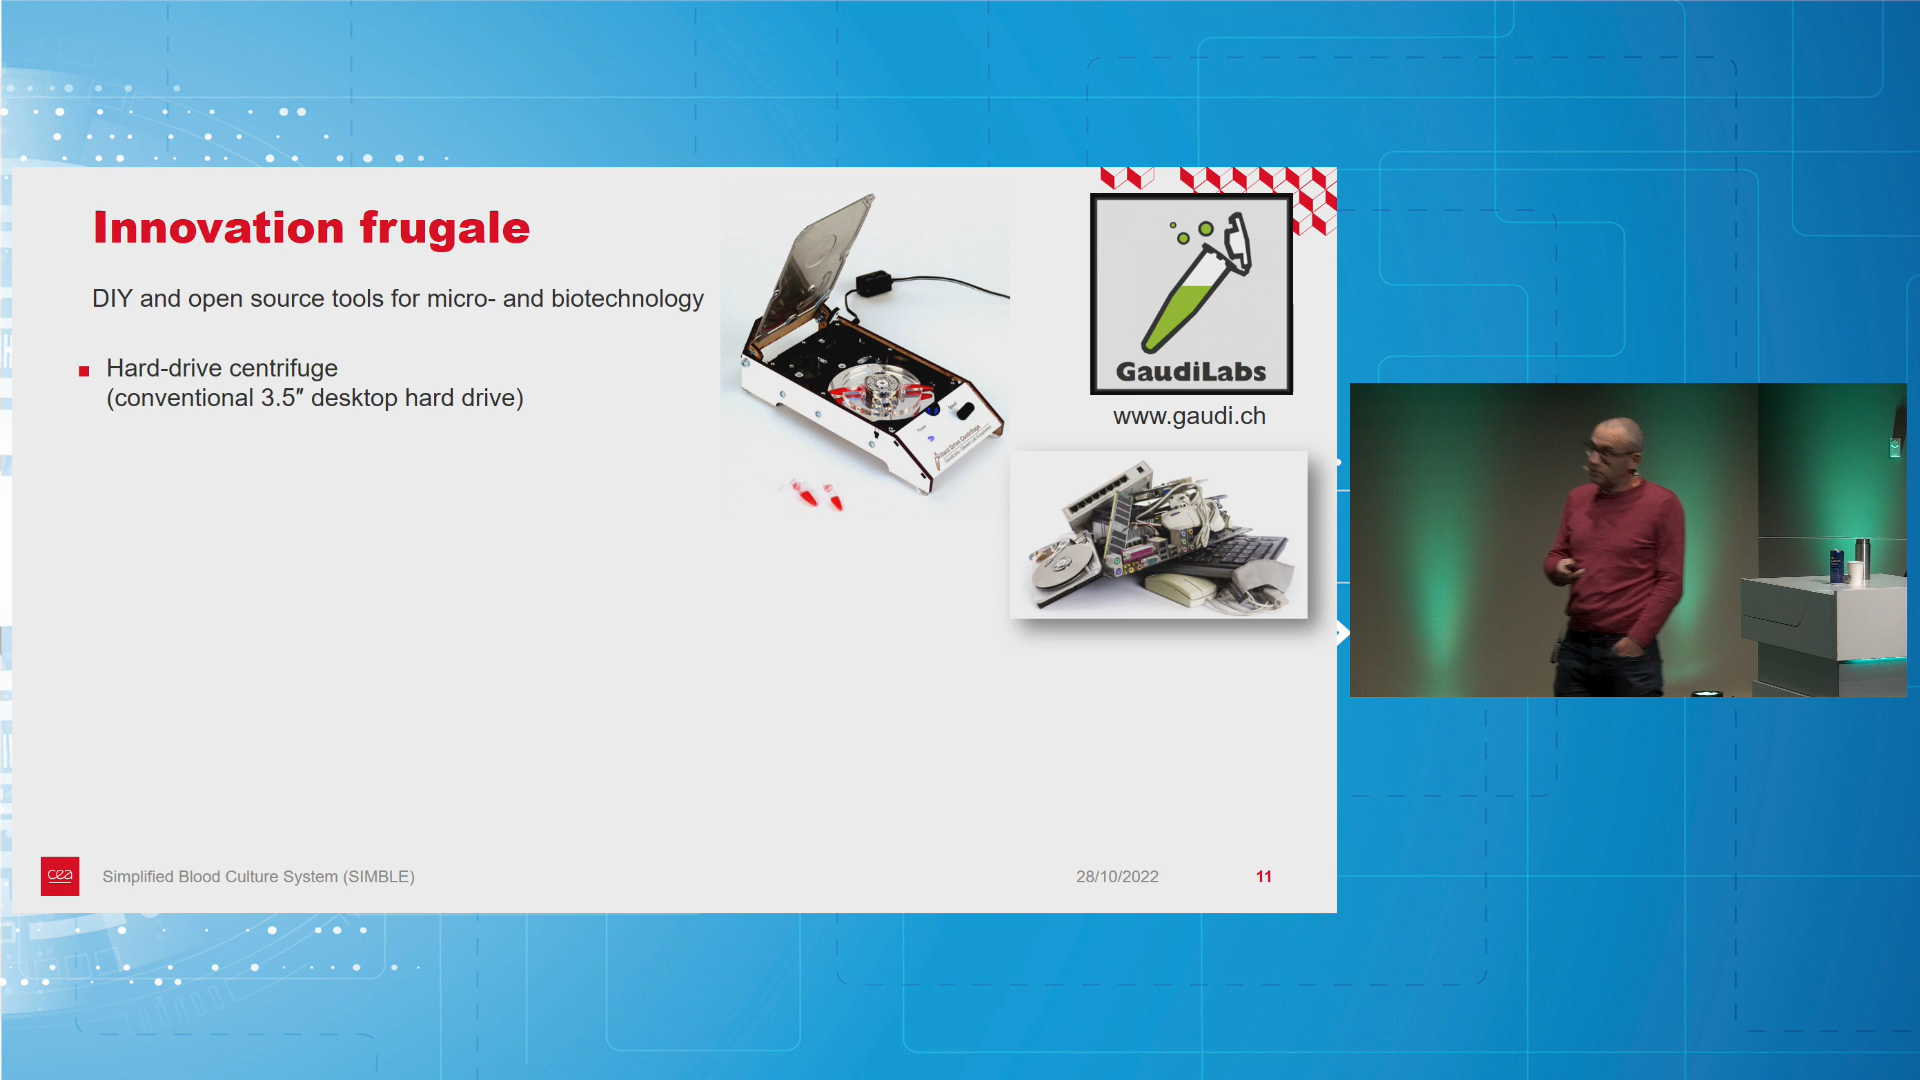 Innovation frugale
DIY and open source tools for micro- and biotechnology
Hard-drive centrifuge
(conventional 3.5″ desktop hard drive)
GaudiLabs
www.gaudi.ch
cea
Simplified Blood Culture System (SIMBLE)
28/10/2022
11